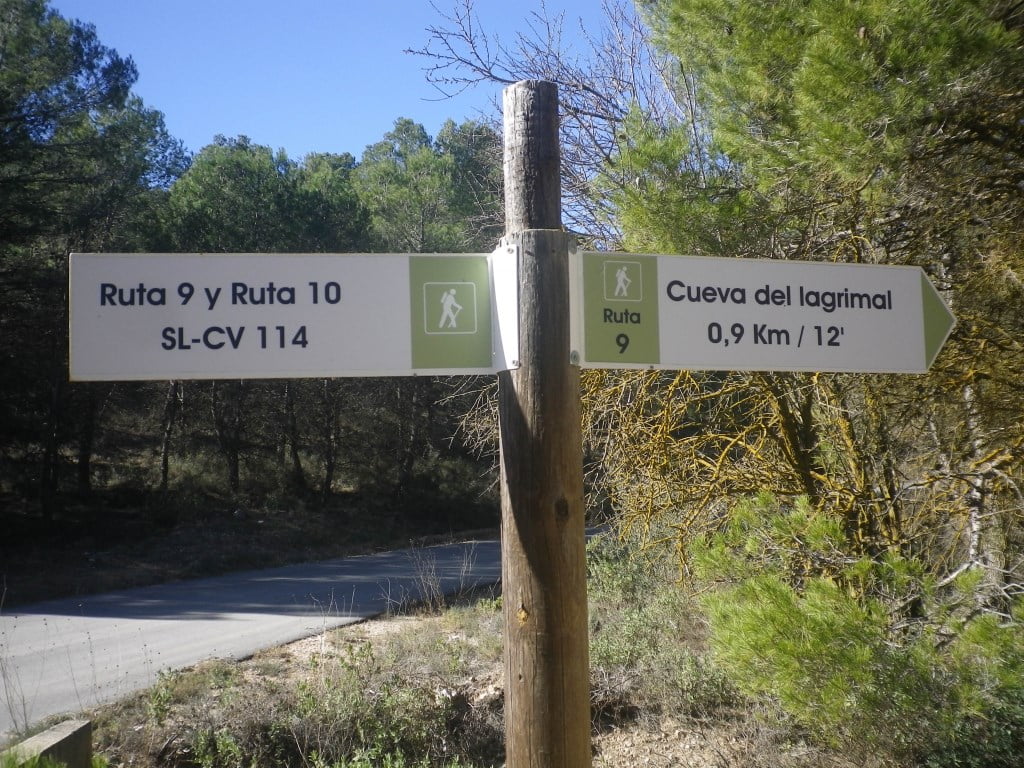 Ruta 9 y Ruta 10
SL-CV 114
Ruta
9
Cueva del lagrimal
0,9 Km / 12'